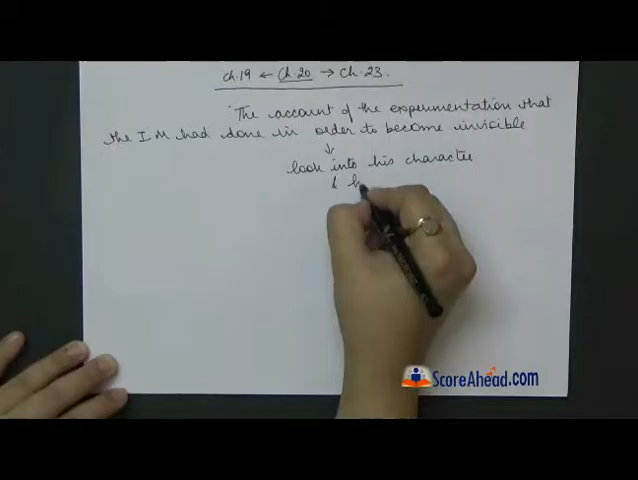 Ch.19 ← Ch.20 → Ch.23.
The account of the experimentation that
the I M had done in order to become invisible
↓
look into his character
& h
ScoreAhead.com